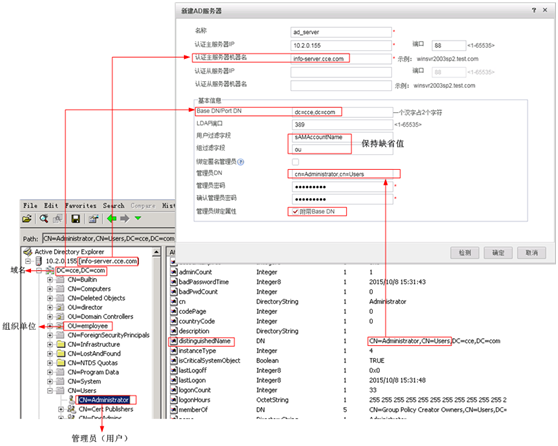 新建AD服务器
名称 ad_server *
认证主服务器IP 10.2.0.155 * 端口 88 <1-65535>
认证主服务器机器名 info-server.cce.com * 示例: winsvr2003sp2.test.com
认证从服务器IP 端口 88 <1-65535>
认证从服务器机器名 示例: winsvr2003sp2.test.com
基本信息
Base DN/Port DN dc=cce,dc=com 一个汉字占2个字符
LDAP端口 389
用户过滤字段 sAMAccountName
保持缺省值
组过滤字段 ou
绑定匿名管理员
管理员DN cn=Administrator,cn=Users
管理员密码 ●●●●●●●●● *
确认管理员密码 ●●●●●●●●● *
管理员绑定属性 附带Base DN
检测 确定 取消
File Edit Favorites Search Compare
Path: CN=Administrator,CN=Users,DC=cce,DC=com
Active Directory Explorer
10.2.0.155 info-server.cce.com
域名
DC=cce,DC=com
CN=Builtin
CN=Computers
CN=Deleted Objects
OU=director
OU=Domain Controllers
组织单位
OU=employee
CN=ForeignSecurityPrincipals
CN=Infrastructure
CN=LostAndFound
CN=NTDS Quotas
CN=Program Data
CN=System
CN=Users
CN=Administrator
CN=Cert Publishers
管理员（用户）
adminCount Integer 1 1
badPasswordTime Integer8 1 2015/10/8 15:31:43
badPwdCount Integer 1 0
cn DirectoryString 1 Administrator
codePage Integer 1 0
countryCode Integer 1 0
description DirectoryString 1
distinguishedName DN 1 CN=Administrator,CN=Users,DC=cce,DC=com
instanceType Integer 1 4
isCriticalSystemObject Boolean 1 TRUE
lastLogoff Integer8 1 0x0
lastLogon Integer8 1 2015/10/8 15:31:48
logonCount Integer 1 33
logonHours OctetString 1 255 255 255 255 255 255 255 255 255 2
memberOf DN 5 CN=Group Policy Creator Owners,CN=Users,DC=